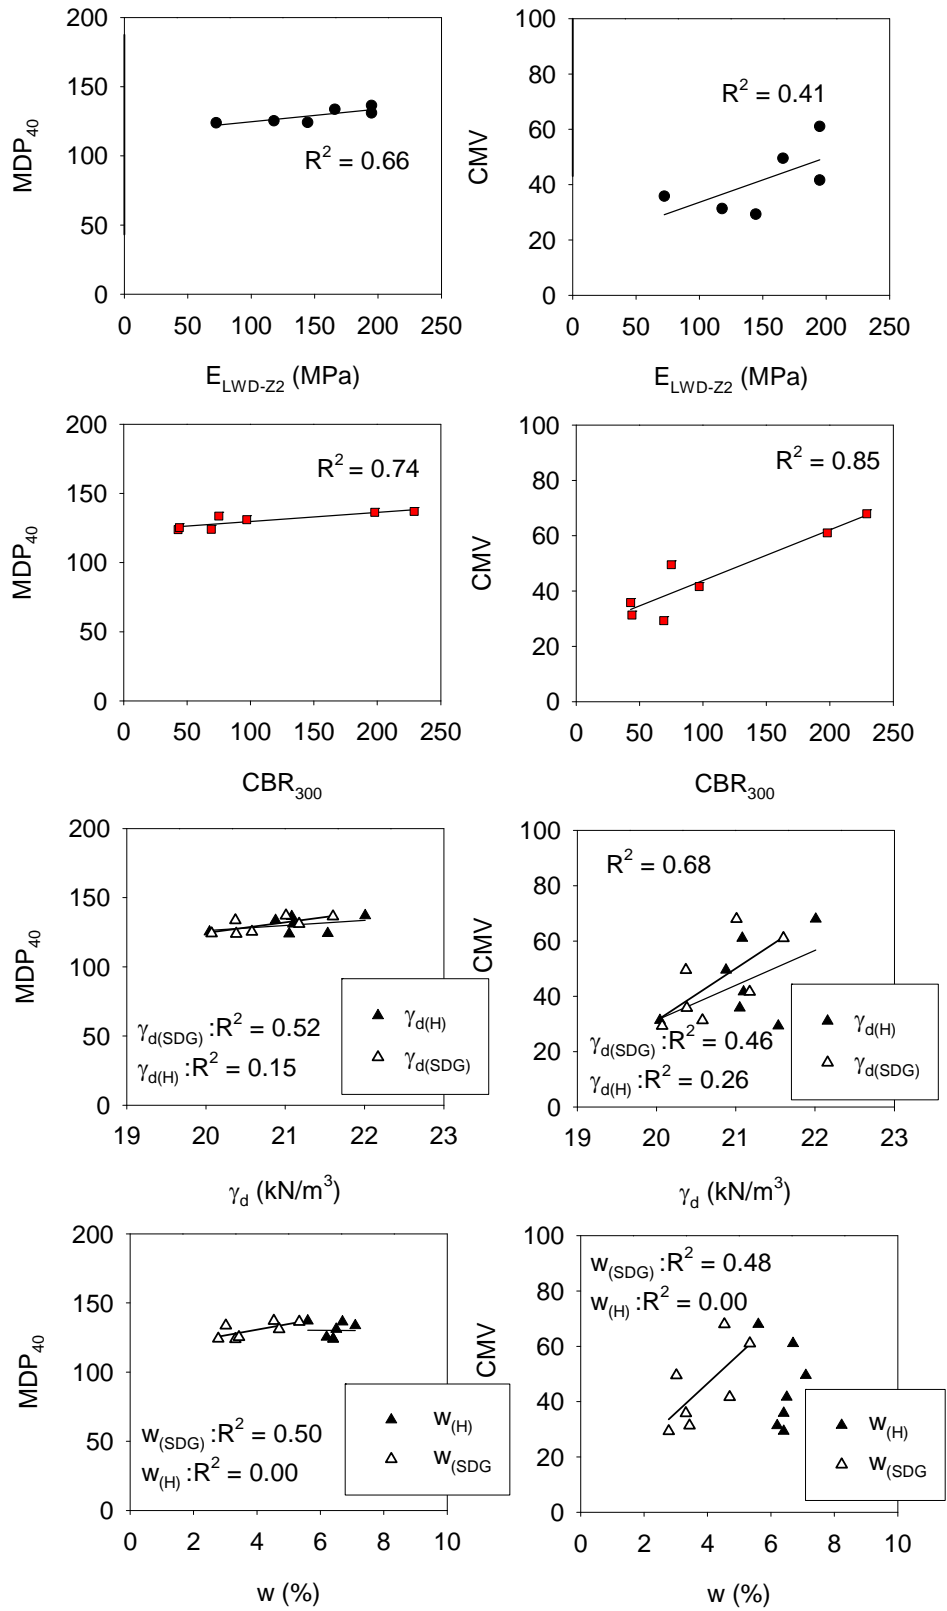 200
150
100
50
0
MDP40
R2 = 0.66
0 50 100 150 200 250
ELWD-Z2 (MPa)
100
80
60
40
20
0
CMV
R2 = 0.41
0 50 100 150 200 250
ELWD-Z2 (MPa)
200
150
100
50
0
MDP40
R2 = 0.74
0 50 100 150 200 250
CBR300
100
80
60
40
20
0
CMV
R2 = 0.85
0 50 100 150 200 250
CBR300
200
150
100
50
0
MDP40
γd(SDG) :R2 = 0.52
γd(H) :R2 = 0.15
γd(H)
γd(SDG)
19 20 21 22 23
γd (kN/m3)
100
80
60
40
20
0
CMV
R2 = 0.68
γd(SDG) :R2 = 0.46
γd(H) :R2 = 0.26
γd(H)
γd(SDG)
19 20 21 22 23
γd (kN/m3)
200
150
100
50
0
MDP40
w(SDG) :R2 = 0.50
w(H) :R2 = 0.00
w(H)
w(SDG
0 2 4 6 8 10
w (%)
100
80
60
40
20
0
CMV
w(SDG) :R2 = 0.48
w(H) :R2 = 0.00
w(H)
w(SDG
0 2 4 6 8 10
w (%)